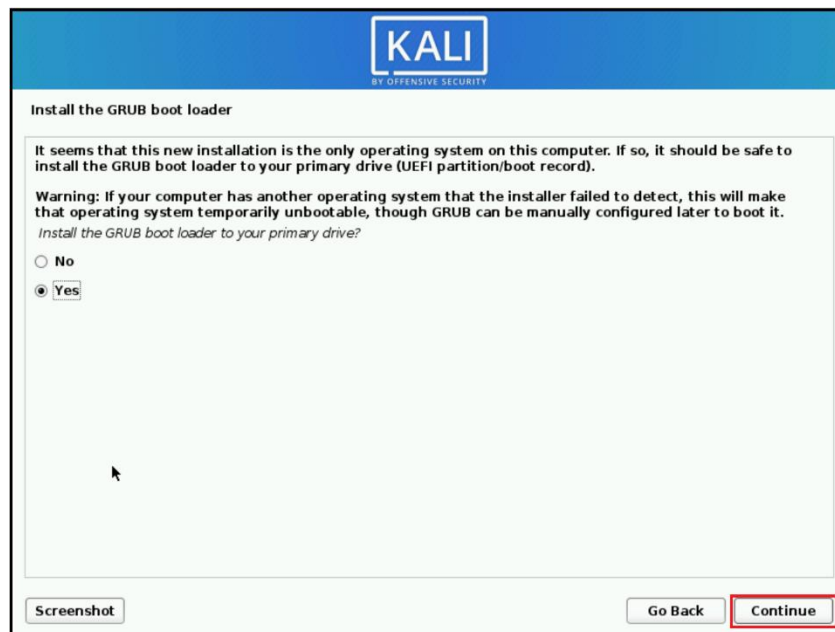 KALI
BY OFFENSIVE SECURITY
Install the GRUB boot loader
It seems that this new installation is the only operating system on this computer. If so, it should be safe to
install the GRUB boot loader to your primary drive (UEFI partition/boot record).
Warning: If your computer has another operating system that the installer failed to detect, this will make
that operating system temporarily unbootable, though GRUB can be manually configured later to boot it.
Install the GRUB boot loader to your primary drive?
No
Yes
Screenshot
Go Back
Continue